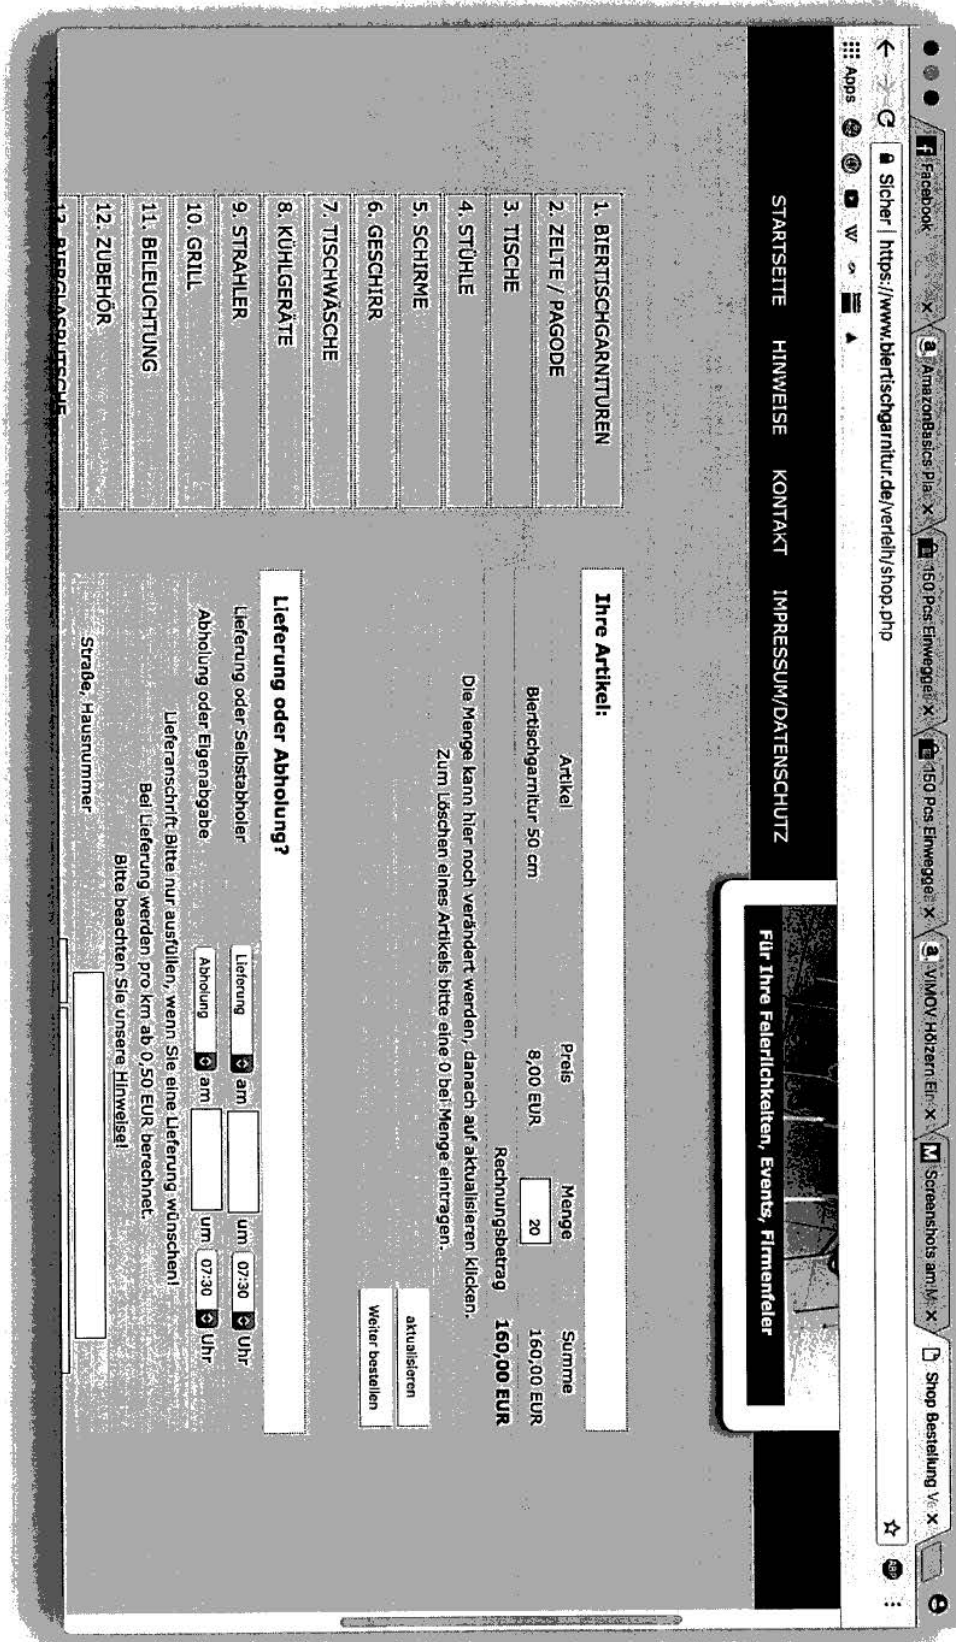 Facebook x
AmazonBasics Pla x
150 Pcs Einwegge x
150 Pcs Einwegge x
ViMOV Hölzern Ein x
Screenshots am M x
Shop Bestellung Ve x
Sicher | https://www.biertischgarnitur.de/verleih/shop.php
Apps
STARTSEITE HINWEISE KONTAKT IMPRESSUM/DATENSCHUTZ
Für Ihre Feierlichkeiten, Events, Firmenfeier
1. BIERTISCHGARNITUREN
2. ZELTE / PAGODE
3. TISCHE
4. STÜHLE
5. SCHIRME
6. GESCHIRR
7. TISCHWÄSCHE
8. KÜHLGERÄTE
9. STRAHLER
10. GRILL
11. BELEUCHTUNG
12. ZUBEHÖR
13. BIERGLASRUTSCHE
Ihre Artikel:
Artikel Preis Menge Summe
Biertischgarnitur 50 cm 8,00 EUR 20 160,00 EUR
Rechnungsbetrag 160,00 EUR
Die Menge kann hier noch verändert werden, danach auf aktualisieren klicken.
Zum Löschen eines Artikels bitte eine 0 bei Menge eintragen.
aktualisieren
Weiter bestellen
Lieferung oder Abholung?
Lieferung oder Selbstabholer Lieferung am um 07:30 Uhr
Abholung oder Eigenabgabe Abholung am um 07:30 Uhr
Lieferanschrift Bitte nur ausfüllen, wenn Sie eine Lieferung wünschen!
Bei Lieferung werden pro km ab 0,50 EUR berechnet.
Bitte beachten Sie unsere Hinweise!
Straße, Hausnummer